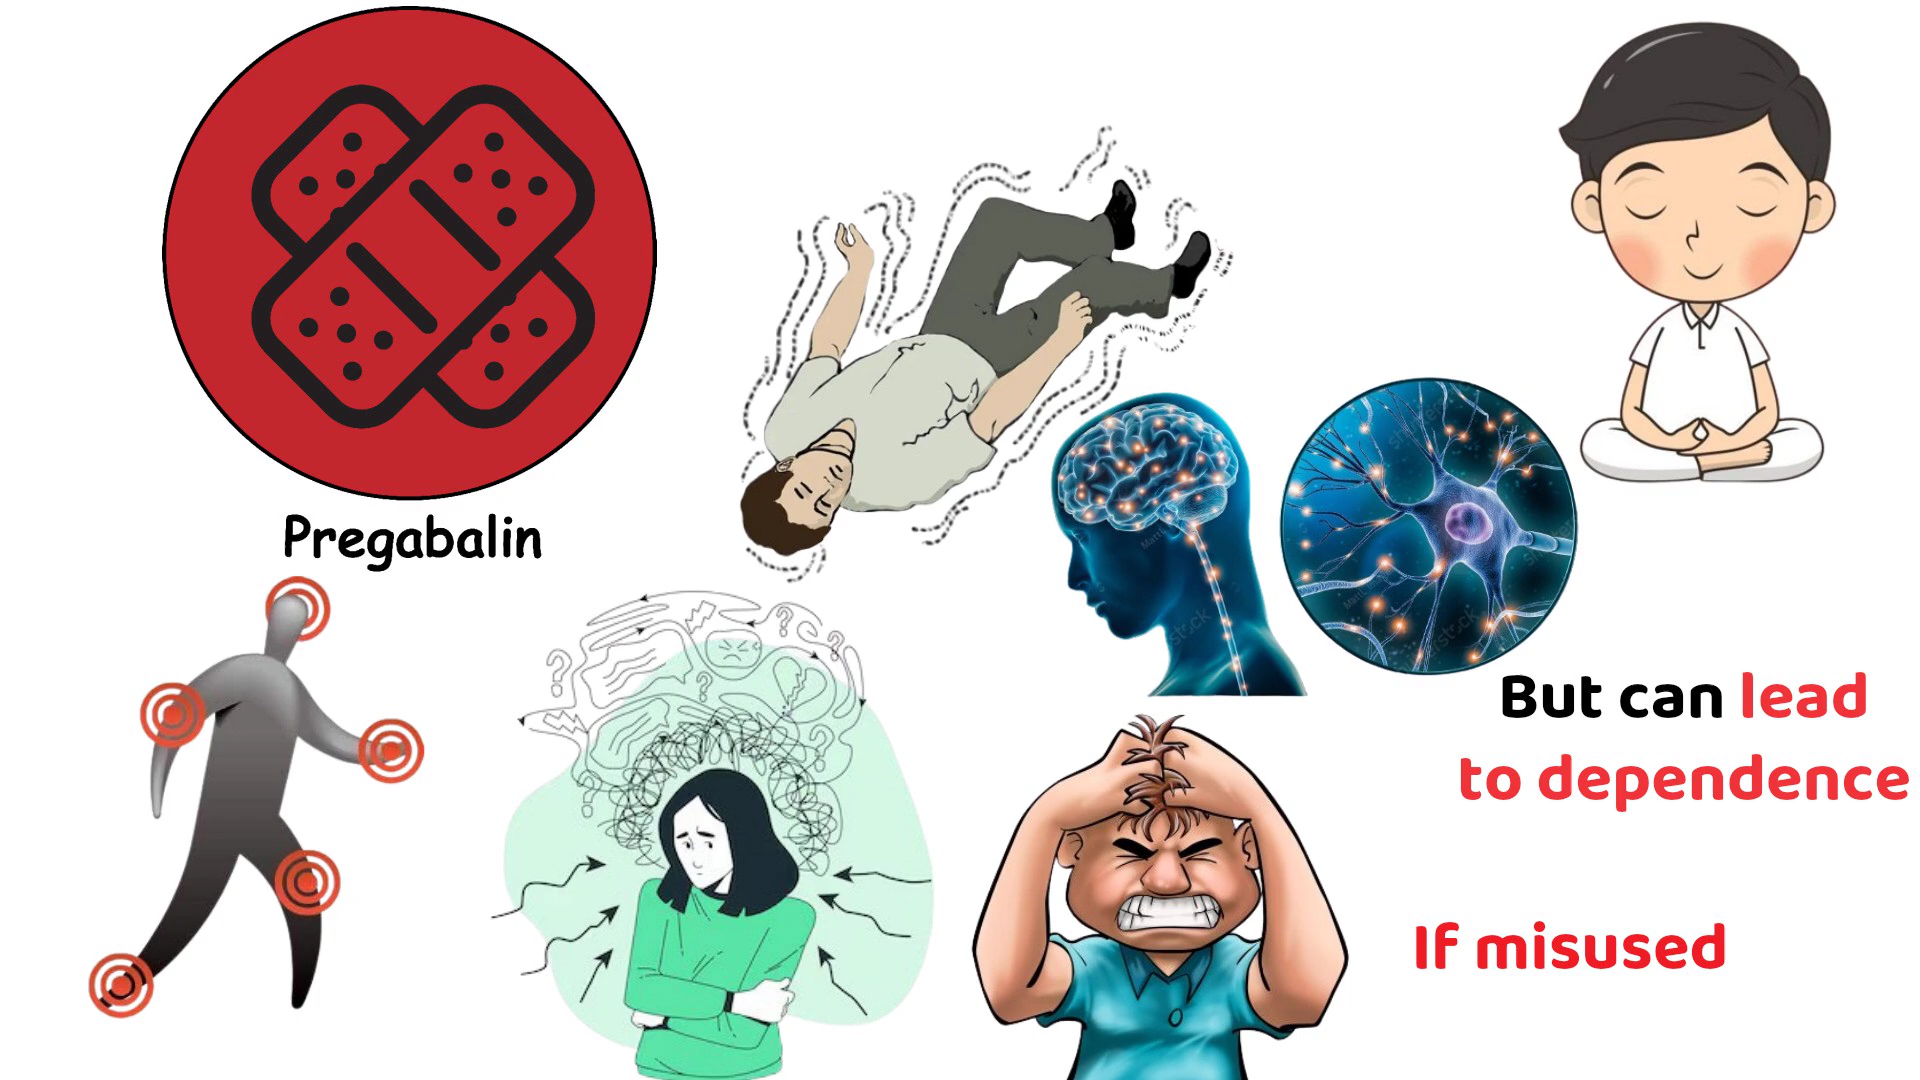 Pregabalin
But can lead
to dependence
If misused